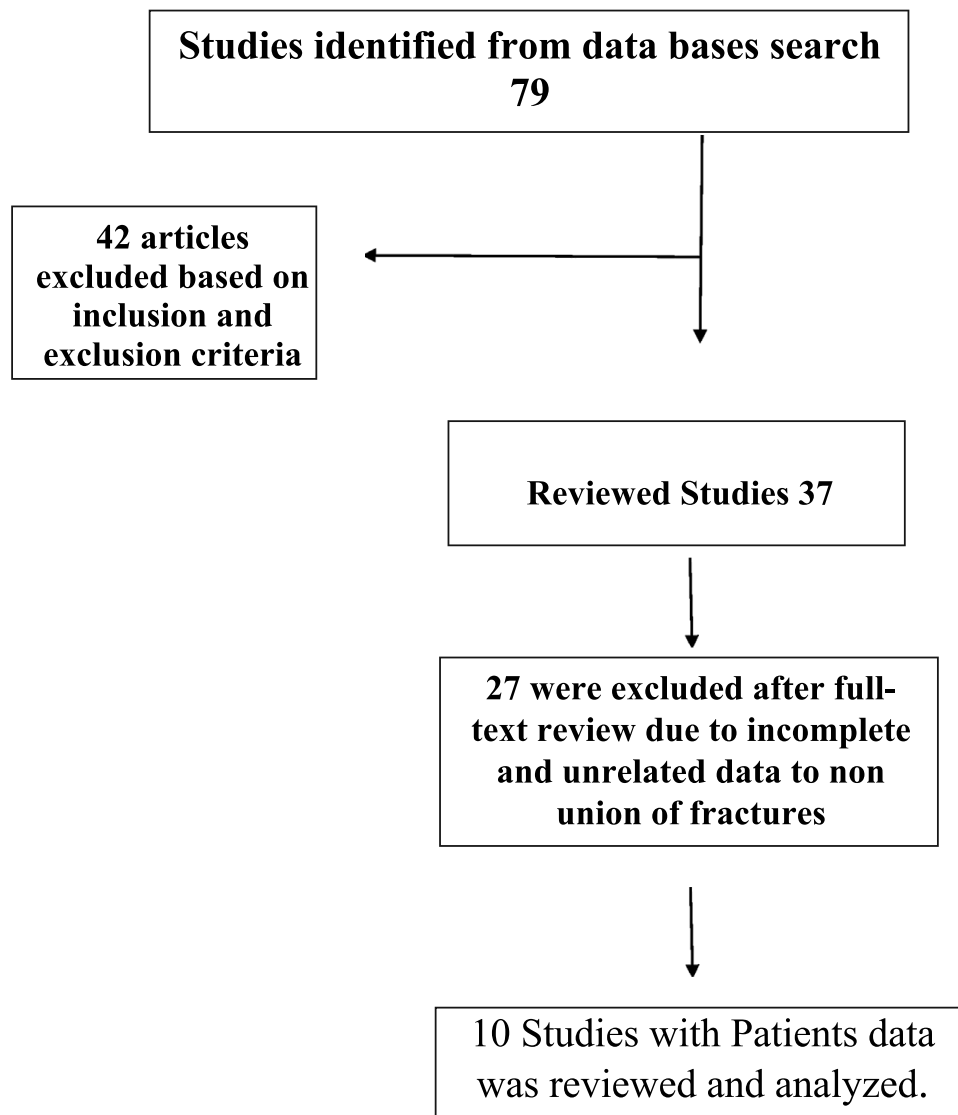 Studies identified from data bases search
79
42 articles
excluded based on
inclusion and
exclusion criteria
Reviewed Studies 37
27 were excluded after full-
text review due to incomplete
and unrelated data to non
union of fractures
10 Studies with Patients data
was reviewed and analyzed.